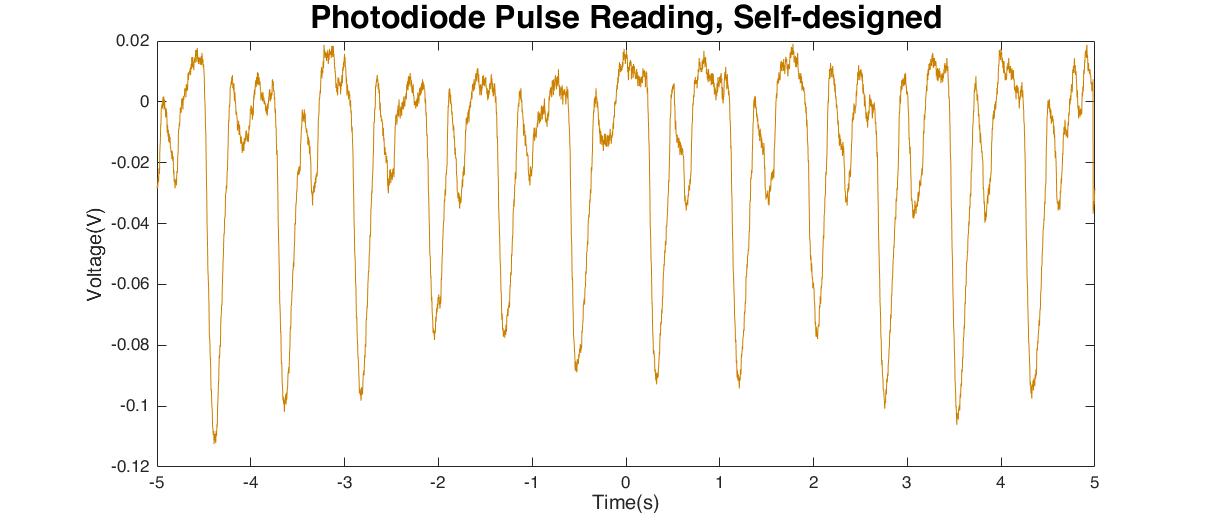 Photodiode Pulse Reading, Self-designed
0.02
0
-0.02
-0.04
-0.06
-0.08
-0.1
-0.12
Voltage(V)
-5 -4 -3 -2 -1 0 1 2 3 4 5
Time(s)